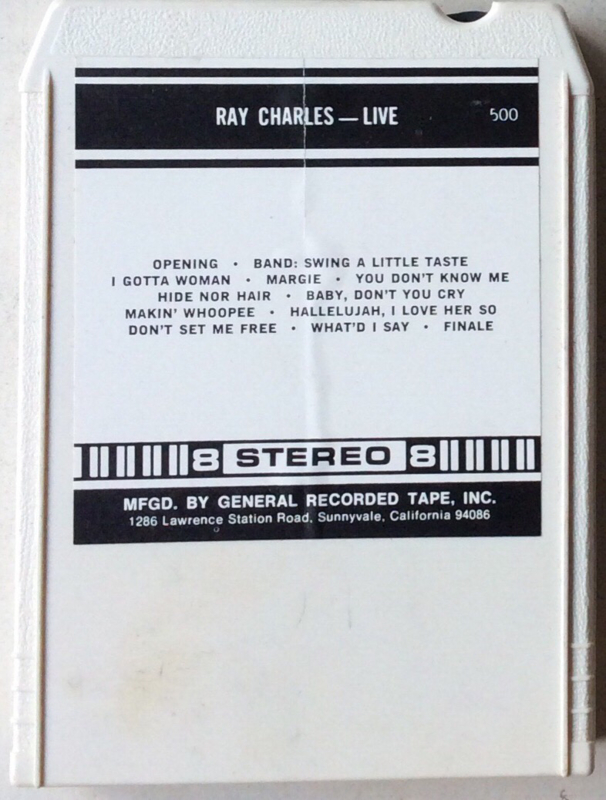 RAY CHARLES — LIVE 500
OPENING • BAND: SWING A LITTLE TASTE
I GOTTA WOMAN • MARGIE • YOU DON'T KNOW ME
HIDE NOR HAIR • BABY, DON'T YOU CRY
MAKIN' WHOOPEE • HALLELUJAH, I LOVE HER SO
DON'T SET ME FREE • WHAT'D I SAY • FINALE
8 STEREO 8
MFGD. BY GENERAL RECORDED TAPE, INC.
1286 Lawrence Station Road, Sunnyvale, California 94086